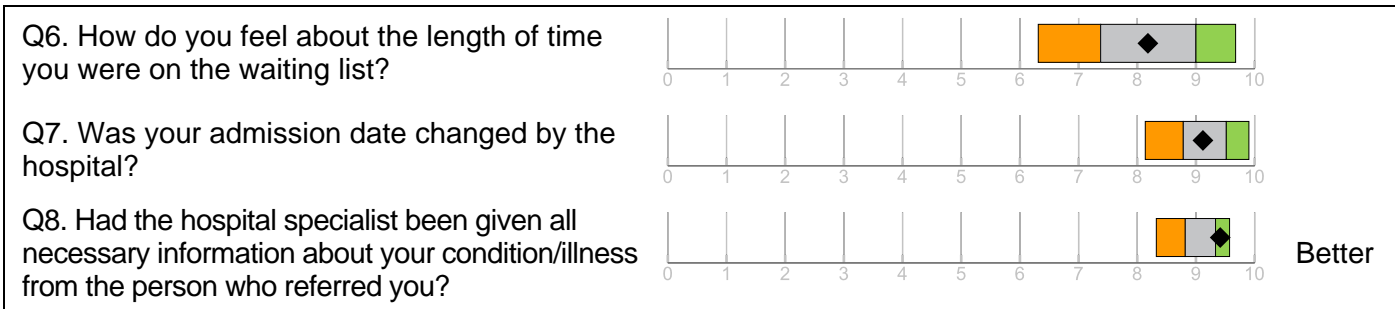 Q6. How do you feel about the length of time
you were on the waiting list?
0 1 2 3 4 5 6 7 8 9 10
Q7. Was your admission date changed by the
hospital?
0 1 2 3 4 5 6 7 8 9 10
Q8. Had the hospital specialist been given all
necessary information about your condition/illness
from the person who referred you?
0 1 2 3 4 5 6 7 8 9 10
Better